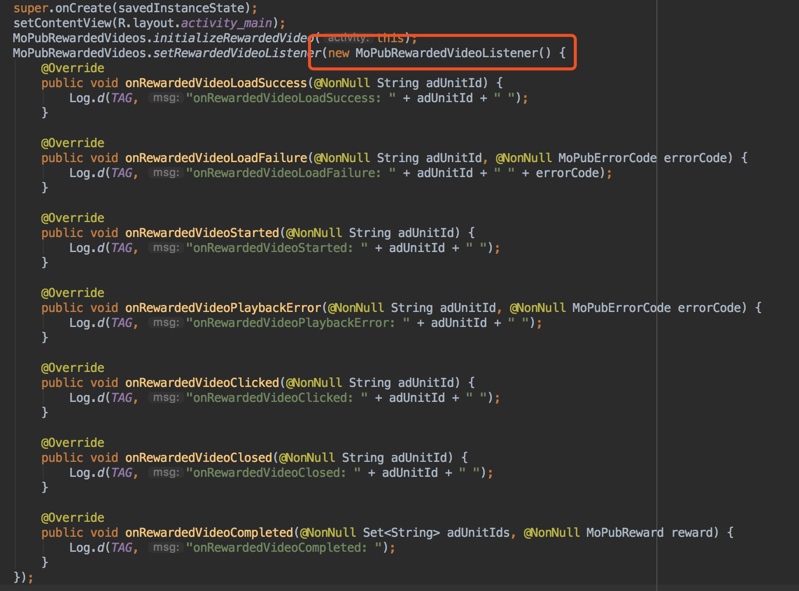 super.onCreate(savedInstanceState);
setContentView(R.layout.activity_main);
MoPubRewardedVideos.initializeRewardedVideo( activity: this);
MoPubRewardedVideos.setRewardedVideoListener(new MoPubRewardedVideoListener() {
@Override
public void onRewardedVideoLoadSuccess(@NonNull String adUnitId) {
Log.d(TAG, msg: "onRewardedVideoLoadSuccess: " + adUnitId + " ");
}
@Override
public void onRewardedVideoLoadFailure(@NonNull String adUnitId, @NonNull MoPubErrorCode errorCode) {
Log.d(TAG, msg: "onRewardedVideoLoadFailure: " + adUnitId + " " + errorCode);
}
@Override
public void onRewardedVideoStarted(@NonNull String adUnitId) {
Log.d(TAG, msg: "onRewardedVideoStarted: " + adUnitId + " ");
}
@Override
public void onRewardedVideoPlaybackError(@NonNull String adUnitId, @NonNull MoPubErrorCode errorCode) {
Log.d(TAG, msg: "onRewardedVideoPlaybackError: " + adUnitId + " ");
}
@Override
public void onRewardedVideoClicked(@NonNull String adUnitId) {
Log.d(TAG, msg: "onRewardedVideoClicked: " + adUnitId + " ");
}
@Override
public void onRewardedVideoClosed(@NonNull String adUnitId) {
Log.d(TAG, msg: "onRewardedVideoClosed: " + adUnitId + " ");
}
@Override
public void onRewardedVideoCompleted(@NonNull Set<String> adUnitIds, @NonNull MoPubReward reward) {
Log.d(TAG, msg: "onRewardedVideoCompleted: ");
}
});